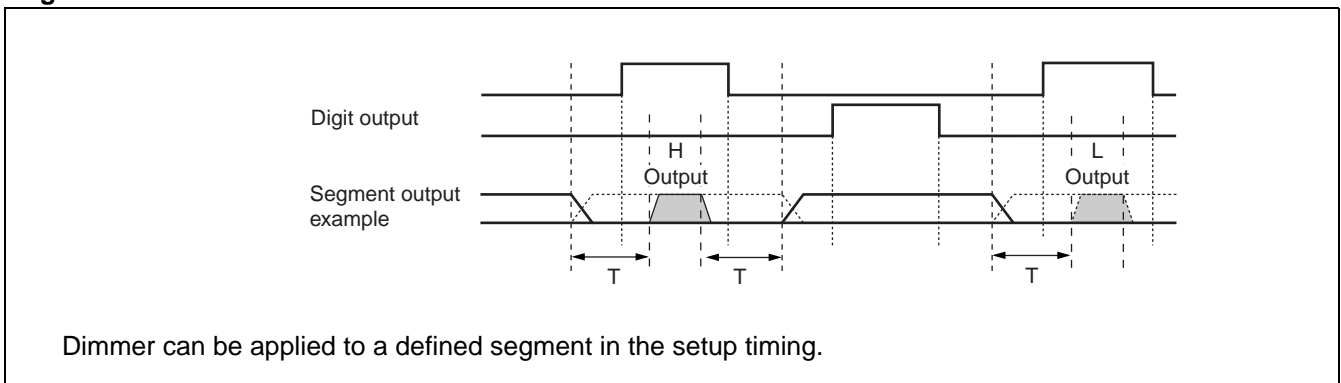 Digit output
H
Output
L
Output
Segment output
example
T
T
T
Dimmer can be applied to a defined segment in the setup timing.